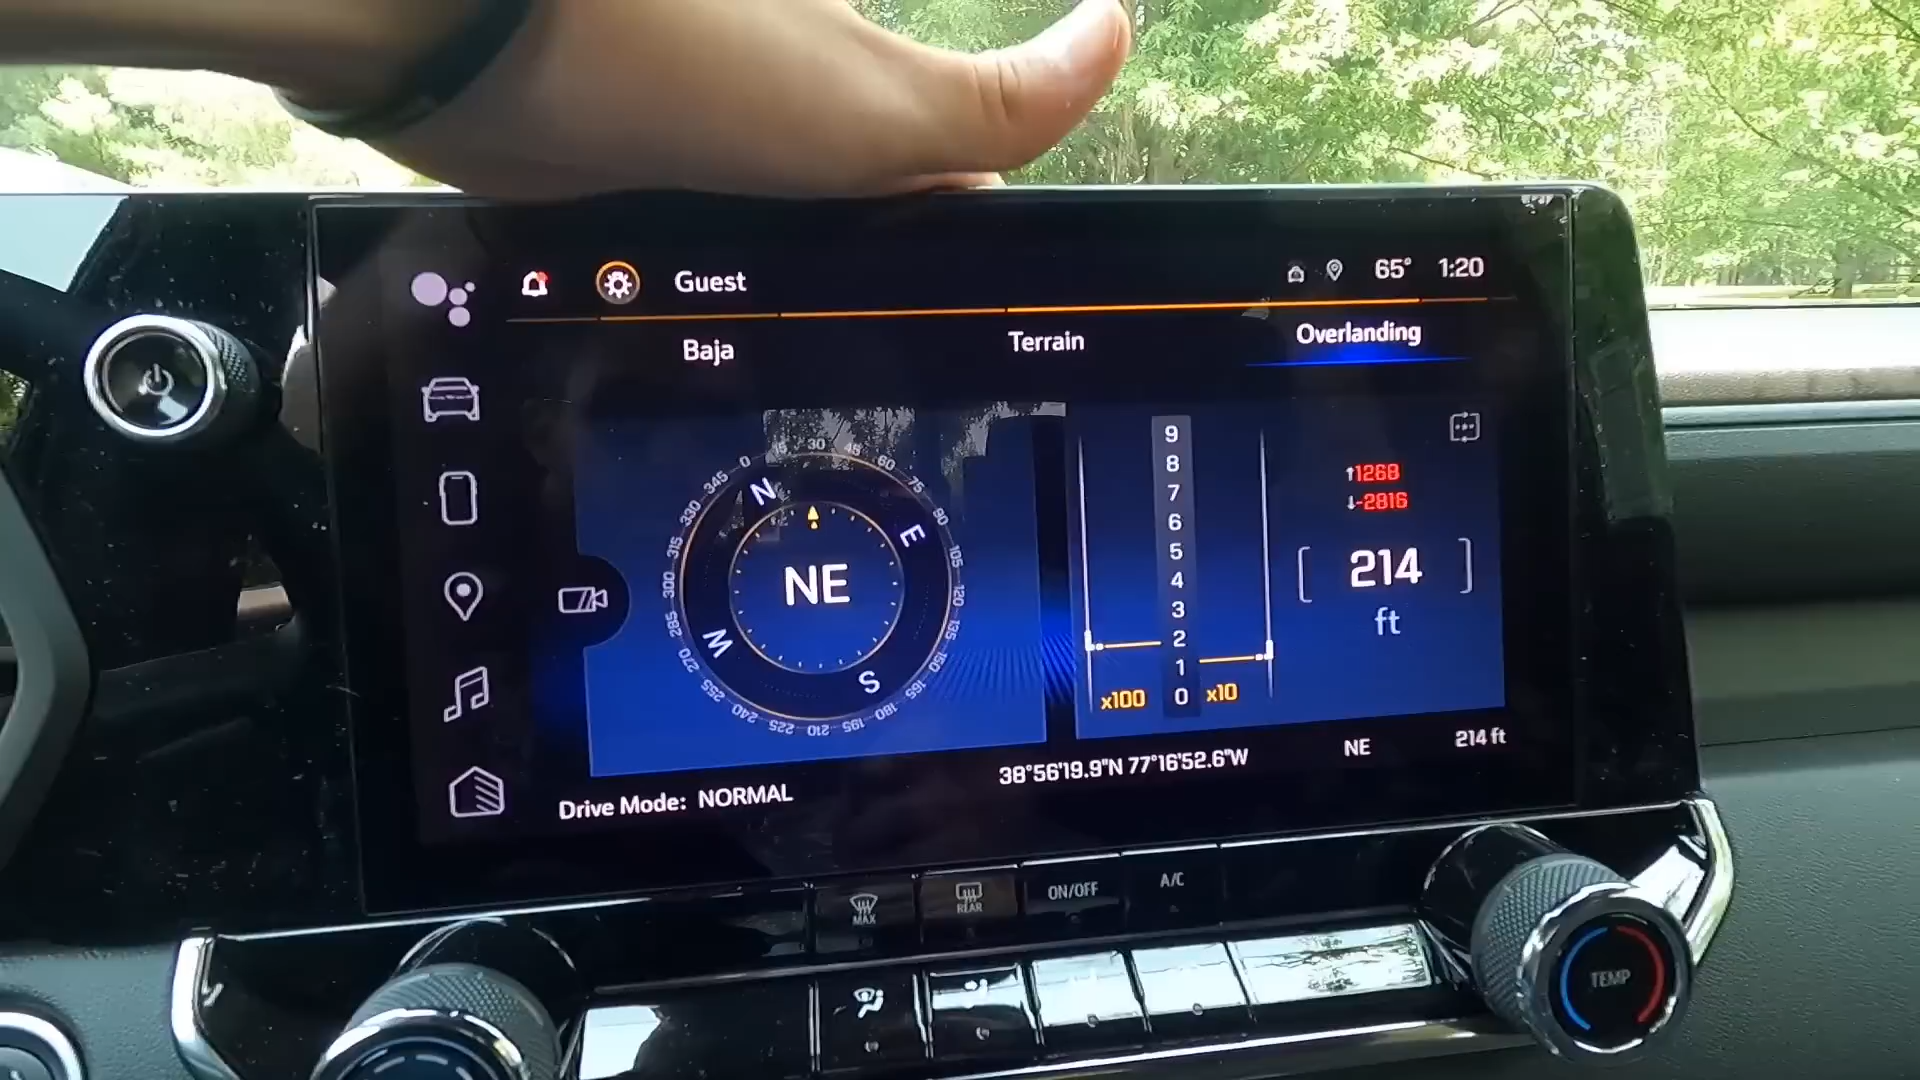 Guest
65° 1:20
Baja Terrain Overlanding
0 15 30 45 60 75 90 105 120 135 150 165 180 195 210 225 240 255 270 285 300 315 330 345
N
E
S
W
NE
9
8
7
6
5
4
3
2
1
x100 0 x10
↑1268
↓-2816
[ 214 ]
ft
Drive Mode: NORMAL
38°56'19.9"N 77°16'52.6"W
NE
214 ft
MAX
REAR
ON/OFF
A/C
TEMP